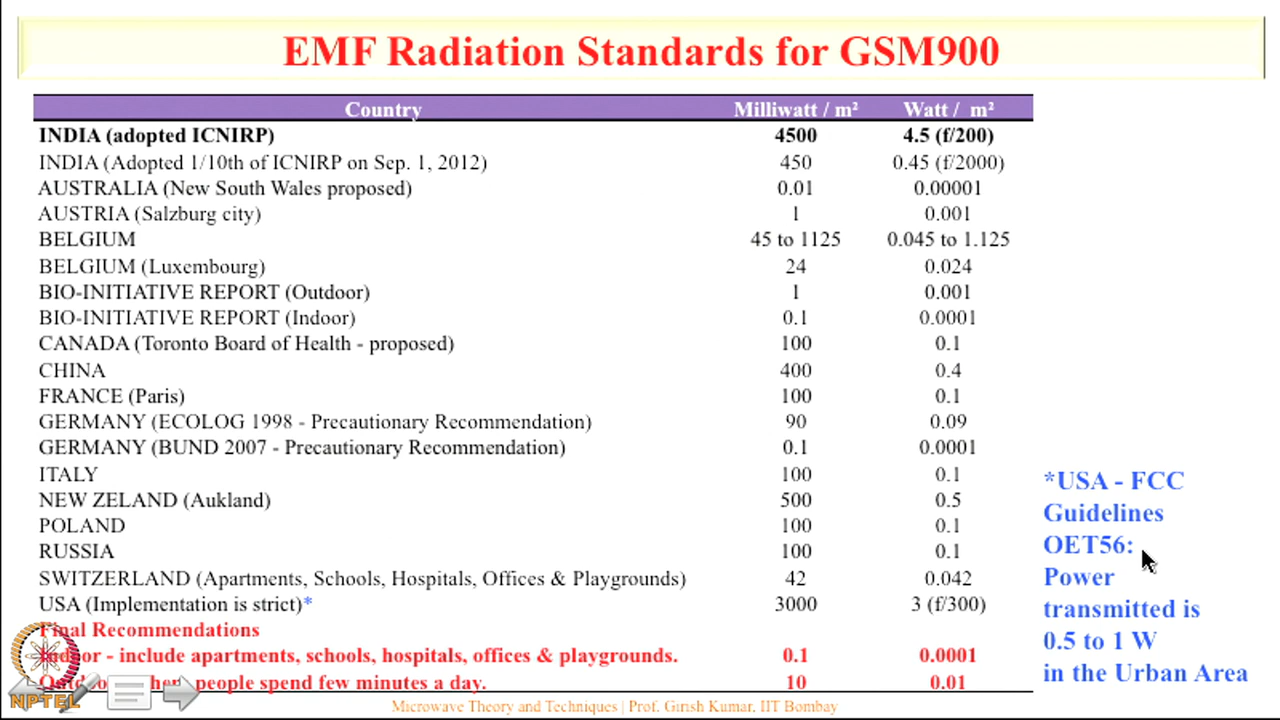 EMF Radiation Standards for GSM900
Country Milliwatt / m² Watt / m²
INDIA (adopted ICNIRP) 4500 4.5 (f/200)
INDIA (Adopted 1/10th of ICNIRP on Sep. 1, 2012) 450 0.45 (f/2000)
AUSTRALIA (New South Wales proposed) 0.01 0.00001
AUSTRIA (Salzburg city) 1 0.001
BELGIUM 45 to 1125 0.045 to 1.125
BELGIUM (Luxembourg) 24 0.024
BIO-INITIATIVE REPORT (Outdoor) 1 0.001
BIO-INITIATIVE REPORT (Indoor) 0.1 0.0001
CANADA (Toronto Board of Health - proposed) 100 0.1
CHINA 400 0.4
FRANCE (Paris) 100 0.1
GERMANY (ECOLOG 1998 - Precautionary Recommendation) 90 0.09
GERMANY (BUND 2007 - Precautionary Recommendation) 0.1 0.0001
ITALY 100 0.1
NEW ZELAND (Aukland) 500 0.5
POLAND 100 0.1
RUSSIA 100 0.1
SWITZERLAND (Apartments, Schools, Hospitals, Offices & Playgrounds) 42 0.042
USA (Implementation is strict)* 3000 3 (f/300)
Final Recommendations
Indoor - include apartments, schools, hospitals, offices & playgrounds. 0.1 0.0001
people spend few minutes a day. 10 0.01
*USA - FCC
Guidelines
OET56:
Power
transmitted is
0.5 to 1 W
in the Urban Area
NPTEL
Microwave Theory and Techniques | Prof. Girish Kumar, IIT Bombay